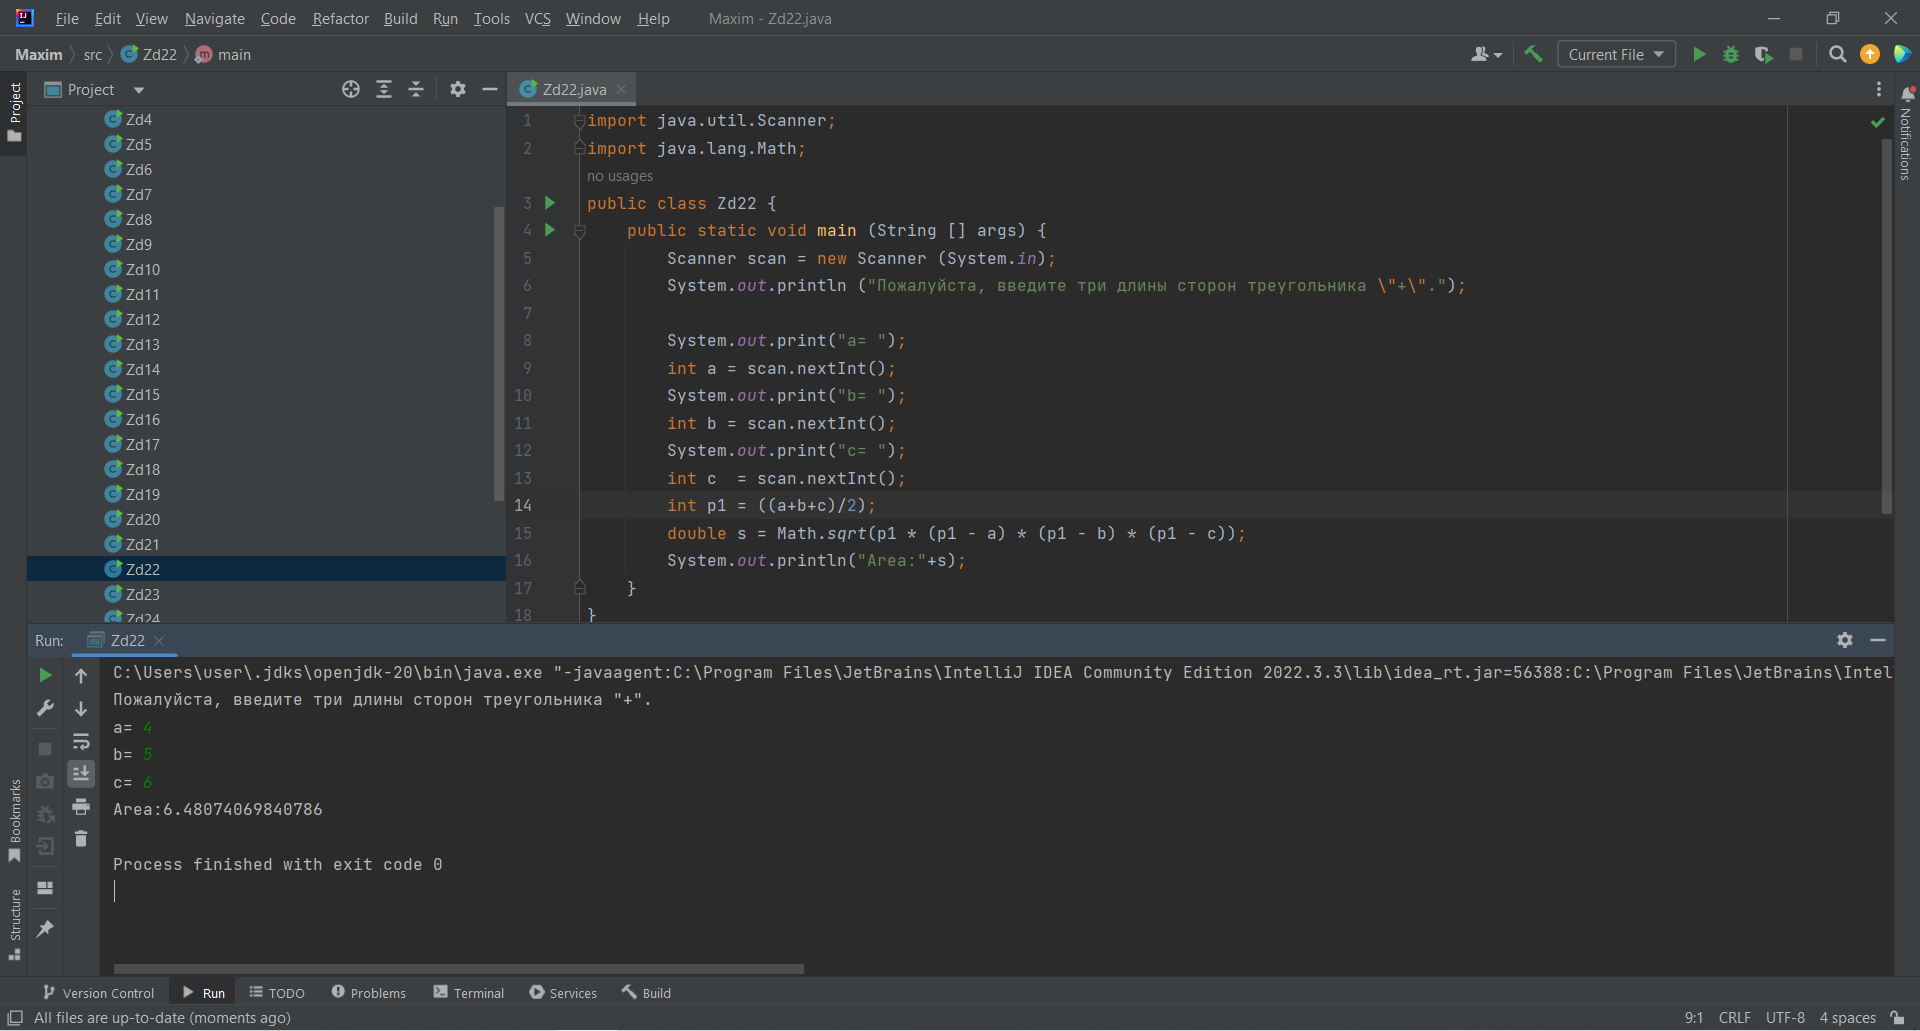 File Edit View Navigate Code Refactor Build Run Tools VCS Window Help Maxim - Zd22.java
Maxim src Zd22 main Current File
Project
Project
Zd22.java
Notifications
Zd4
Zd5
Zd6
Zd7
Zd8
Zd9
Zd10
Zd11
Zd12
Zd13
Zd14
Zd15
Zd16
Zd17
Zd18
Zd19
Zd20
Zd21
Zd22
Zd23
Zd24
1 import java.util.Scanner;
2 import java.lang.Math;
no usages
3 public class Zd22 {
4 public static void main (String [] args) {
5 Scanner scan = new Scanner (System.in);
6 System.out.println ("Пожалуйста, введите три длины сторон треугольника \"+\".");
7
8 System.out.print("a= ");
9 int a = scan.nextInt();
10 System.out.print("b= ");
11 int b = scan.nextInt();
12 System.out.print("c= ");
13 int c  = scan.nextInt();
14 int p1 = ((a+b+c)/2);
15 double s = Math.sqrt(p1 * (p1 - a) * (p1 - b) * (p1 - c));
16 System.out.println("Area:"+s);
17 }
18 }
Run: Zd22
C:\Users\user\.jdks\openjdk-20\bin\java.exe "-javaagent:C:\Program Files\JetBrains\IntelliJ IDEA Community Edition 2022.3.3\lib\idea_rt.jar=56388:C:\Program Files\JetBrains\Intel
Пожалуйста, введите три длины сторон треугольника "+".
a= 4
b= 5
c= 6
Area:6.48074069840786
Process finished with exit code 0
Bookmarks
Structure
Version Control Run TODO Problems Terminal Services Build
All files are up-to-date (moments ago) 9:1 CRLF UTF-8 4 spaces